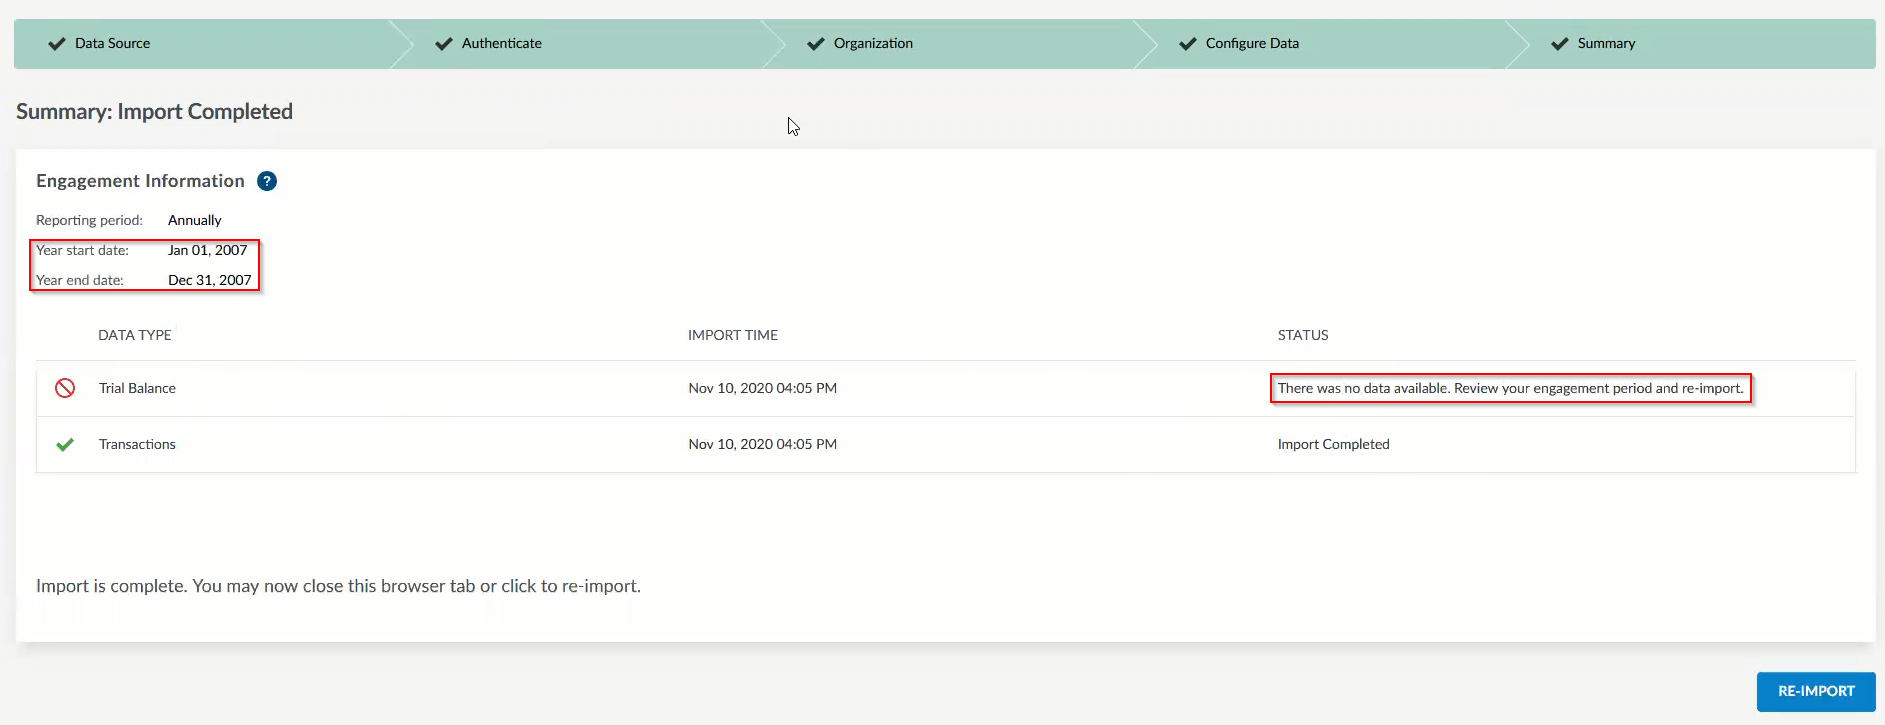 Data Source
Authenticate
Organization
Configure Data
Summary
Summary: Import Completed
Engagement Information ?
Reporting period: Annually
Year start date: Jan 01, 2007
Year end date: Dec 31, 2007
DATA TYPE IMPORT TIME STATUS
Trial Balance Nov 10, 2020 04:05 PM There was no data available. Review your engagement period and re-import.
Transactions Nov 10, 2020 04:05 PM Import Completed
Import is complete. You may now close this browser tab or click to re-import.
RE-IMPORT